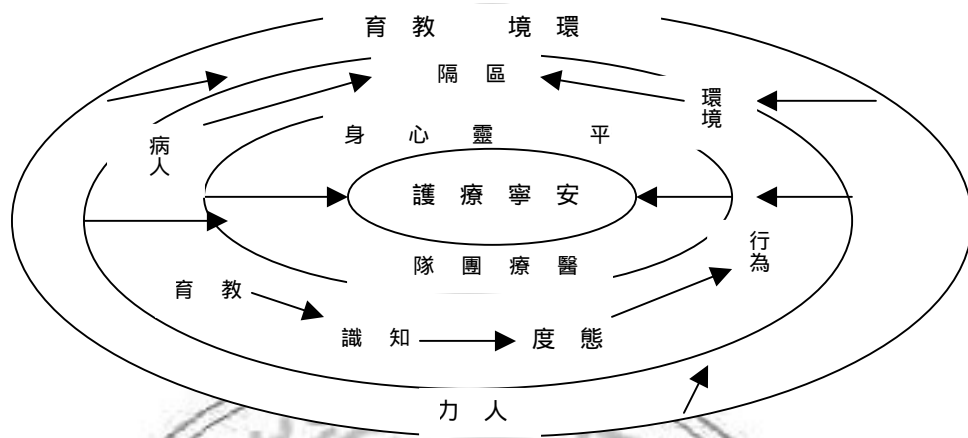 環境 教育
區隔
環境
病人
身心靈 平
安寧療護
行為
醫療團隊
教育
知識
態度
人力